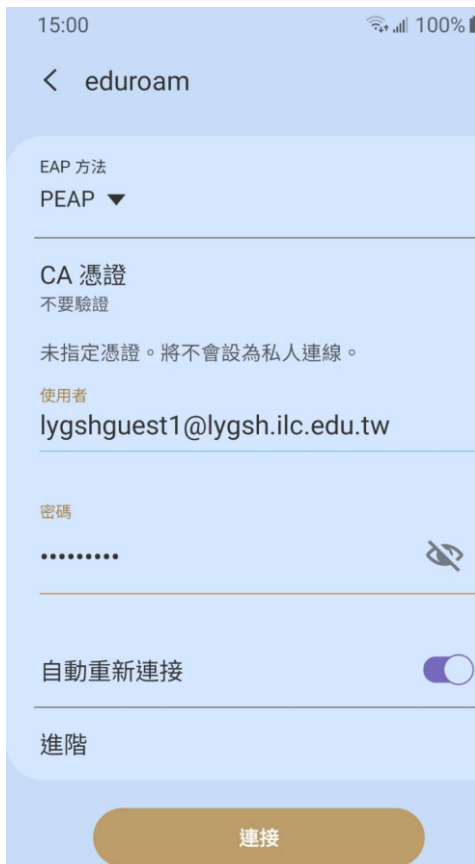 15:00 100%
eduroam
EAP 方法
PEAP
CA 憑證
不要驗證
未指定憑證。將不會設為私人連線。
使用者
lygshguest1@lygsh.ilc.edu.tw
密碼
•••••••••
自動重新連接
進階
連接